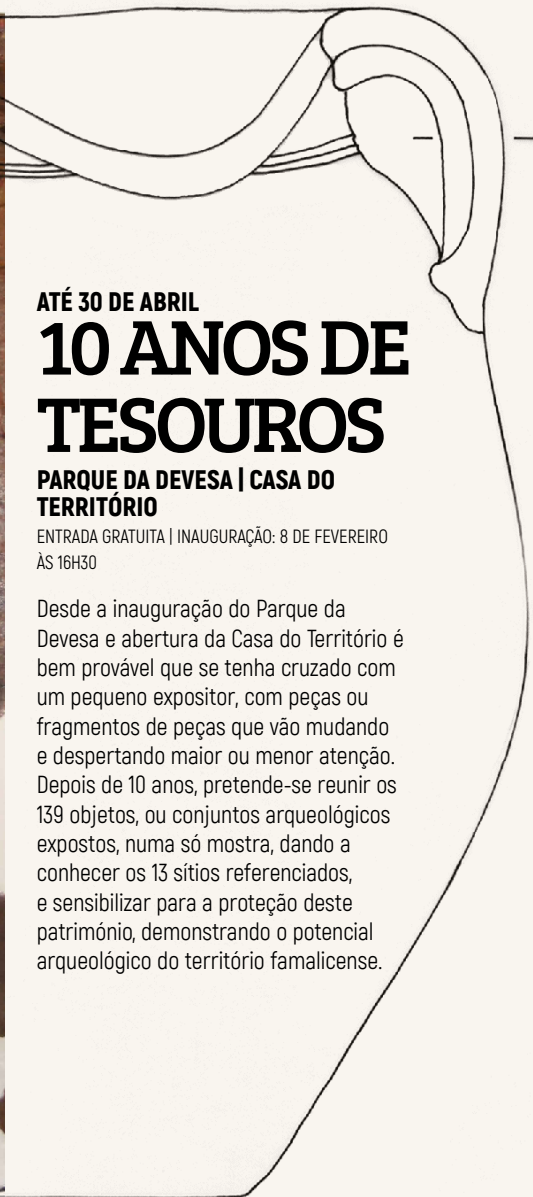 ATÉ 30 DE ABRIL
10 ANOS DE
TESOUROS
PARQUE DA DEVESA | CASA DO
TERRITÓRIO
ENTRADA GRATUITA | INAUGURAÇÃO: 8 DE FEVEREIRO
ÀS 16H30
Desde a inauguração do Parque da
Devesa e abertura da Casa do Território é
bem provável que se tenha cruzado com
um pequeno expositor, com peças ou
fragmentos de peças que vão mudando
e despertando maior ou menor atenção.
Depois de 10 anos, pretende-se reunir os
139 objetos, ou conjuntos arqueológicos
expostos, numa só mostra, dando a
conhecer os 13 sítios referenciados,
e sensibilizar para a proteção deste
património, demonstrando o potencial
arqueológico do território famalicense.